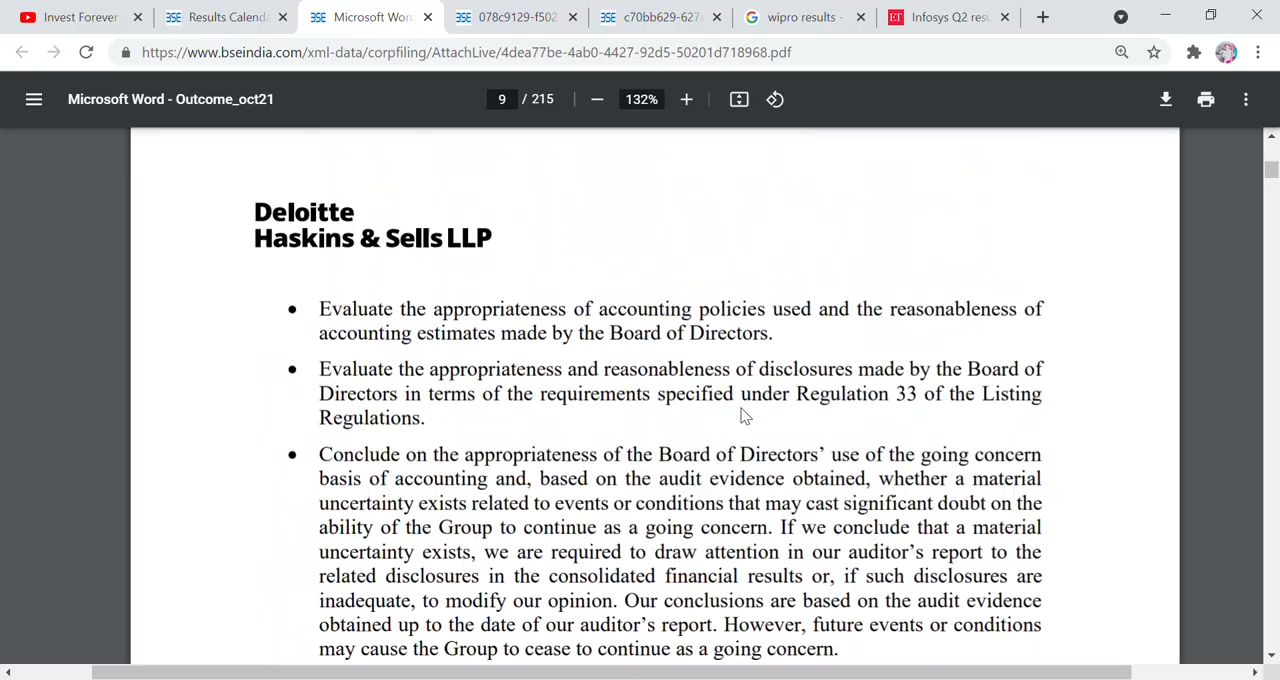 Invest Forever
Results Calenda
Microsoft Word
078c9129-f502
c70bb629-627
wipro results -
Infosys Q2 resu
https://www.bseindia.com/xml-data/corpfiling/AttachLive/4dea77be-4ab0-4427-92d5-50201d718968.pdf
Microsoft Word - Outcome_oct21
9 / 215
132%
Deloitte
Haskins & Sells LLP
• Evaluate the appropriateness of accounting policies used and the reasonableness of
accounting estimates made by the Board of Directors.
• Evaluate the appropriateness and reasonableness of disclosures made by the Board of
Directors in terms of the requirements specified under Regulation 33 of the Listing
Regulations.
• Conclude on the appropriateness of the Board of Directors’ use of the going concern
basis of accounting and, based on the audit evidence obtained, whether a material
uncertainty exists related to events or conditions that may cast significant doubt on the
ability of the Group to continue as a going concern. If we conclude that a material
uncertainty exists, we are required to draw attention in our auditor’s report to the
related disclosures in the consolidated financial results or, if such disclosures are
inadequate, to modify our opinion. Our conclusions are based on the audit evidence
obtained up to the date of our auditor’s report. However, future events or conditions
may cause the Group to cease to continue as a going concern.